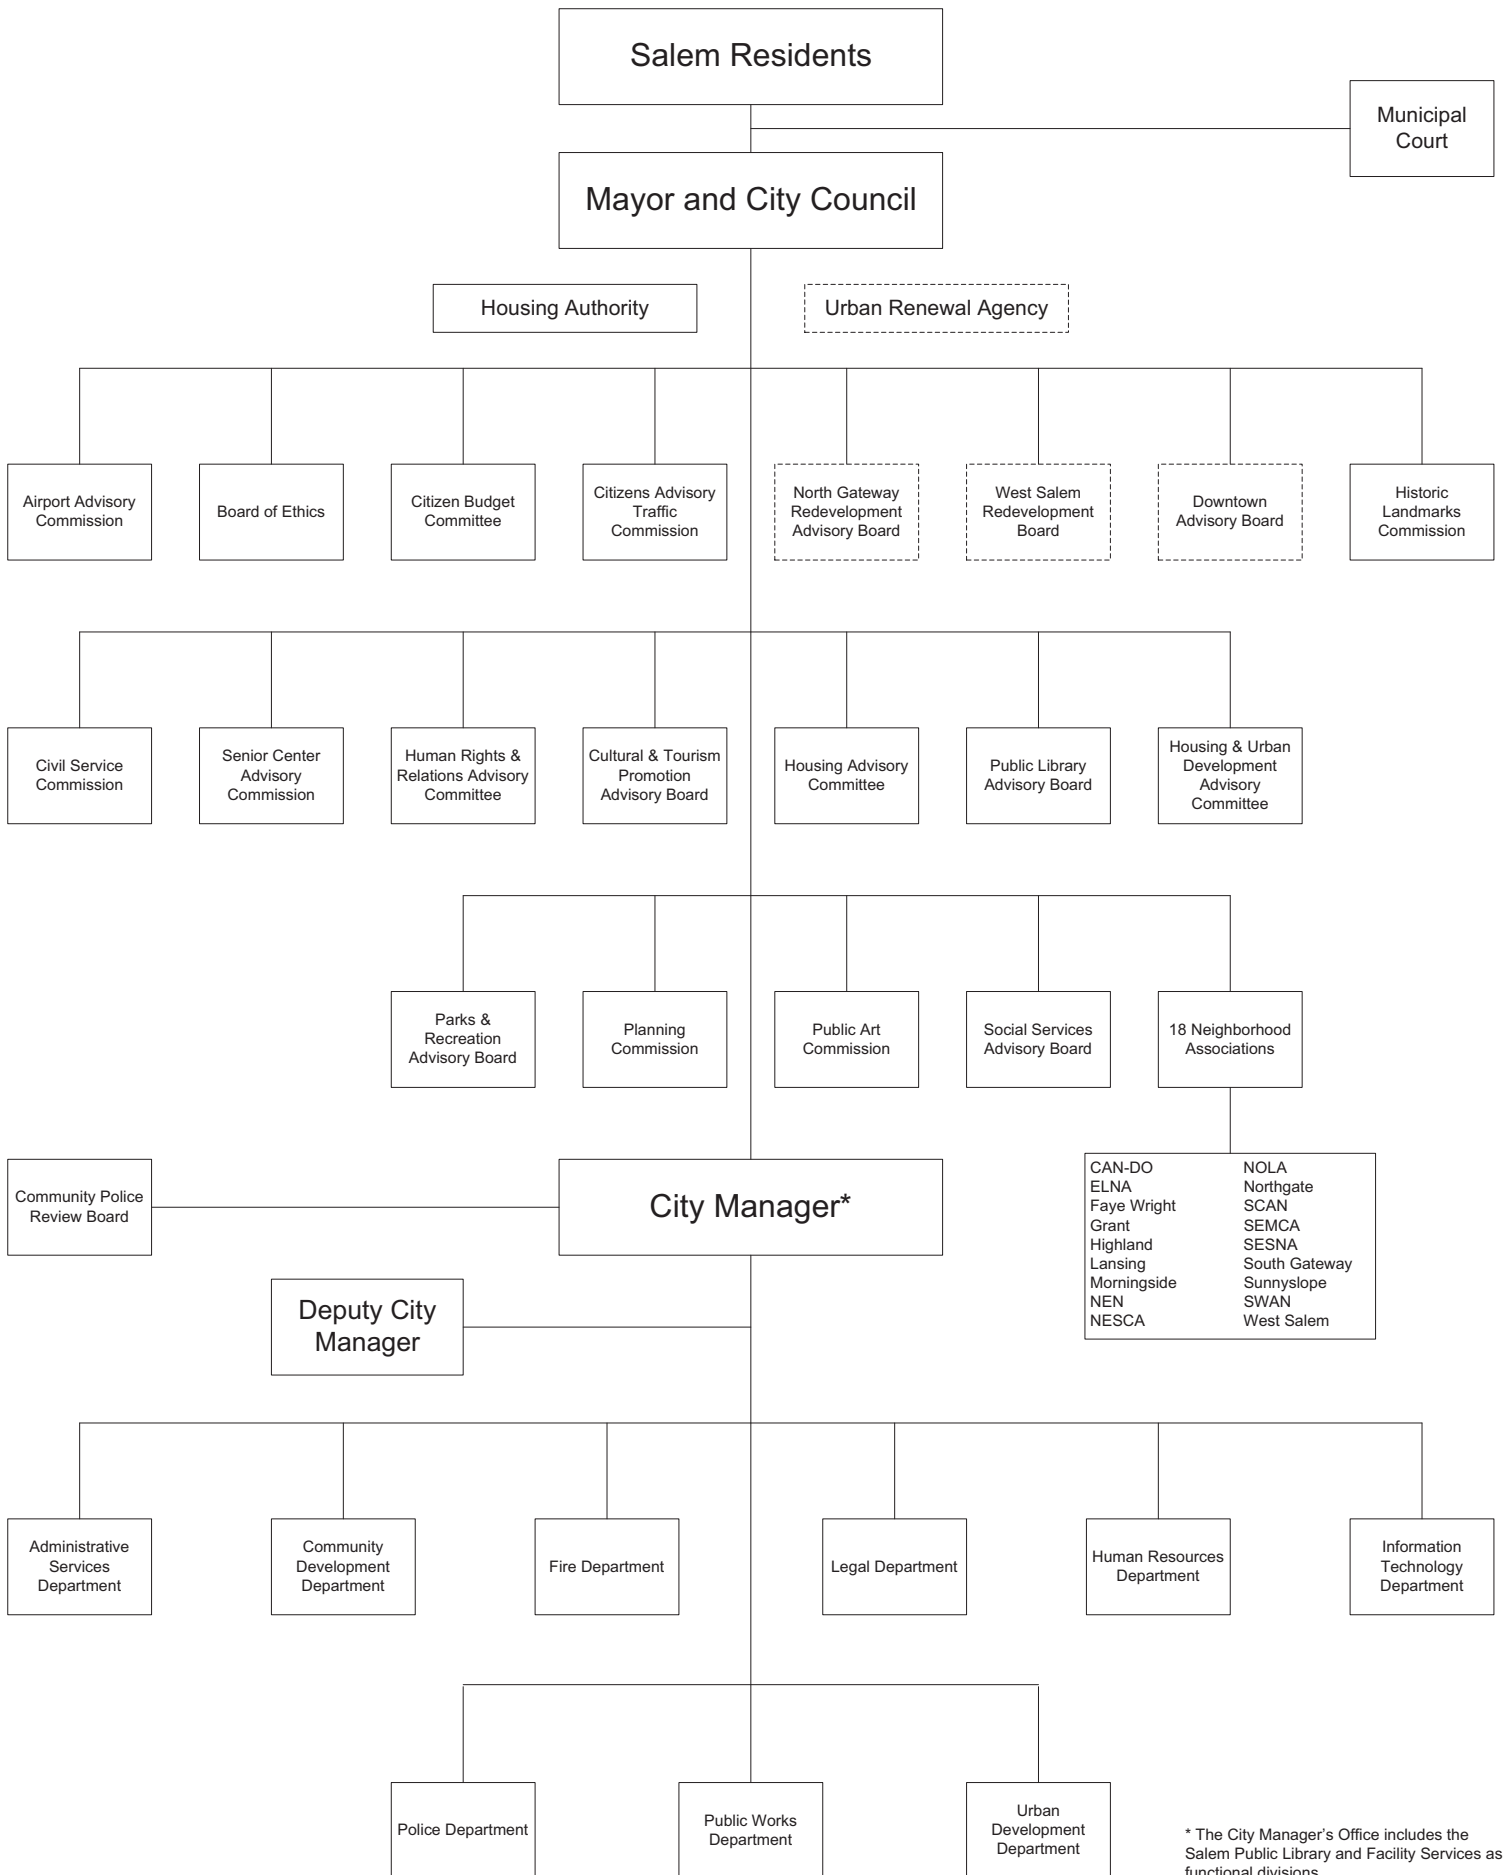 Salem Residents
Municipal
Court
Mayor and City Council
Housing Authority
Urban Renewal Agency
Airport Advisory
Commission
Board of Ethics
Citizen Budget
Committee
Citizens Advisory
Traffic
Commission
North Gateway
Redevelopment
Advisory Board
West Salem
Redevelopment
Board
Downtown
Advisory Board
Historic
Landmarks
Commission
Civil Service
Commission
Senior Center
Advisory
Commission
Human Rights &
Relations Advisory
Committee
Cultural & Tourism
Promotion
Advisory Board
Housing Advisory
Committee
Public Library
Advisory Board
Housing & Urban
Development
Advisory
Committee
Parks &
Recreation
Advisory Board
Planning
Commission
Public Art
Commission
Social Services
Advisory Board
18 Neighborhood
Associations
Community Police
Review Board
City Manager*
CAN-DO
ELNA
Faye Wright
Grant
Highland
Lansing
Morningside
NEN
NESCA
NOLA
Northgate
SCAN
SEMCA
SESNA
South Gateway
Sunnyslope
SWAN
West Salem
Deputy City
Manager
Administrative
Services
Department
Community
Development
Department
Fire Department
Legal Department
Human Resources
Department
Information
Technology
Department
Police Department
Public Works
Department
Urban
Development
Department
* The City Manager's Office includes the
Salem Public Library and Facility Services as
functional divisions